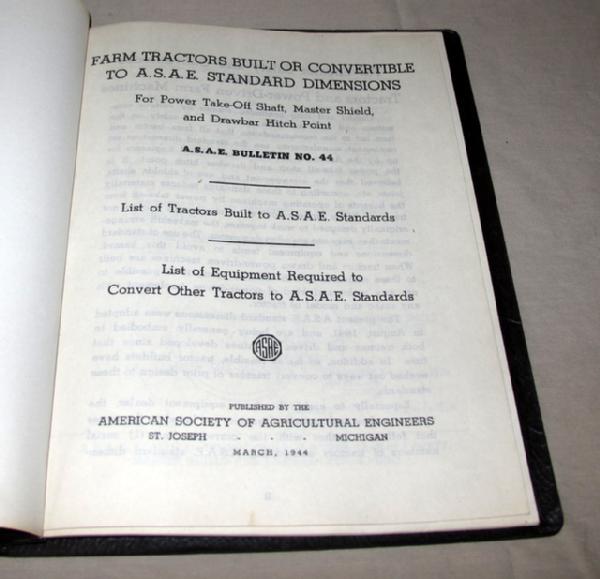 FARM TRACTORS BUILT OR CONVERTIBLE
TO A.S.A.E. STANDARD DIMENSIONS
For Power Take-Off Shaft, Master Shield,
and Drawbar Hitch Point
A.S.A.E. BULLETIN NO. 44
List of Tractors Built to A.S.A.E. Standards
List of Equipment Required to
Convert Other Tractors to A.S.A.E. Standards
ASAE
PUBLISHED BY THE
AMERICAN SOCIETY OF AGRICULTURAL ENGINEERS
ST. JOSEPH - - - MICHIGAN
MARCH, 1944